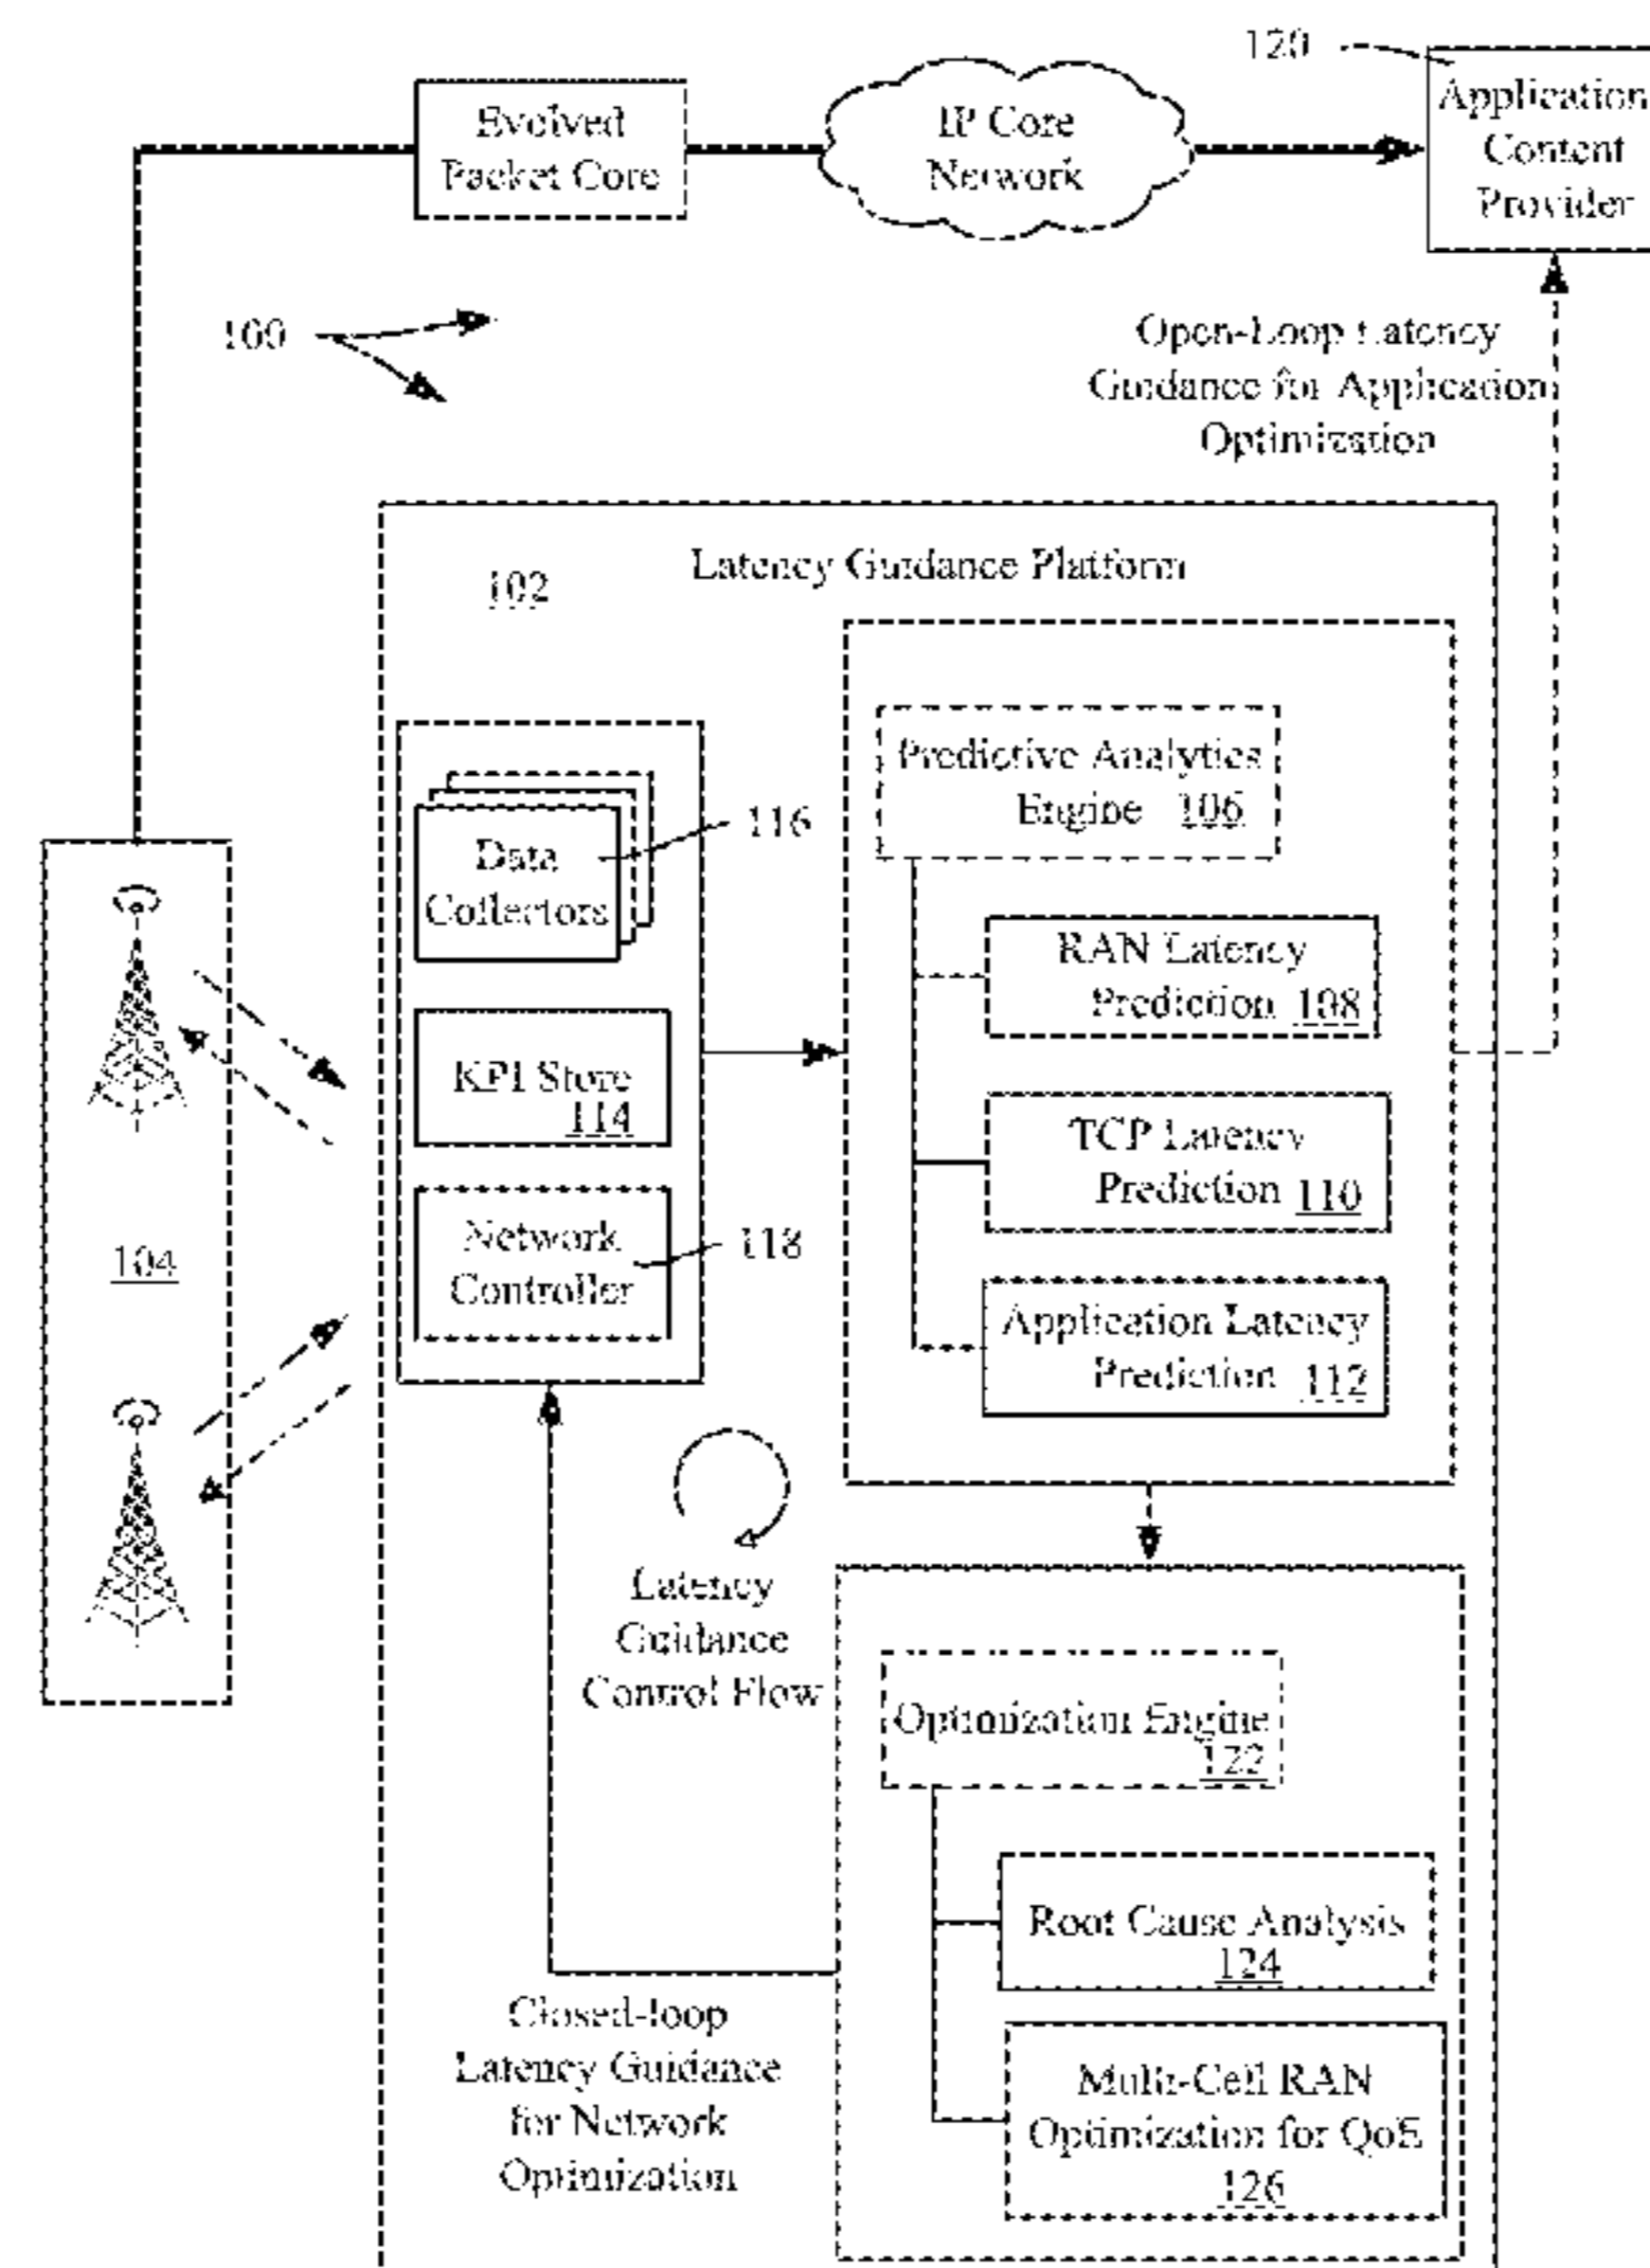 120
Evolved
Packet Core
IP Core
Network
Application
Content
Provider
100
Open-Loop Latency
Guidance for Application
Optimization
102
Latency Guidance Platform
Predictive Analytics
Engine 106
Data
Collectors
116
RAN Latency
Prediction 108
KPI Store
114
TCP Latency
Prediction 110
Network
Controller
118
104
Application Latency
Prediction 112
Latency
Guidance
Control Flow
Optimization Engine
122
Root Cause Analysis
124
Closed-loop
Latency Guidance
for Network
Optimization
Multi-Cell RAN
Optimization for QoE
126